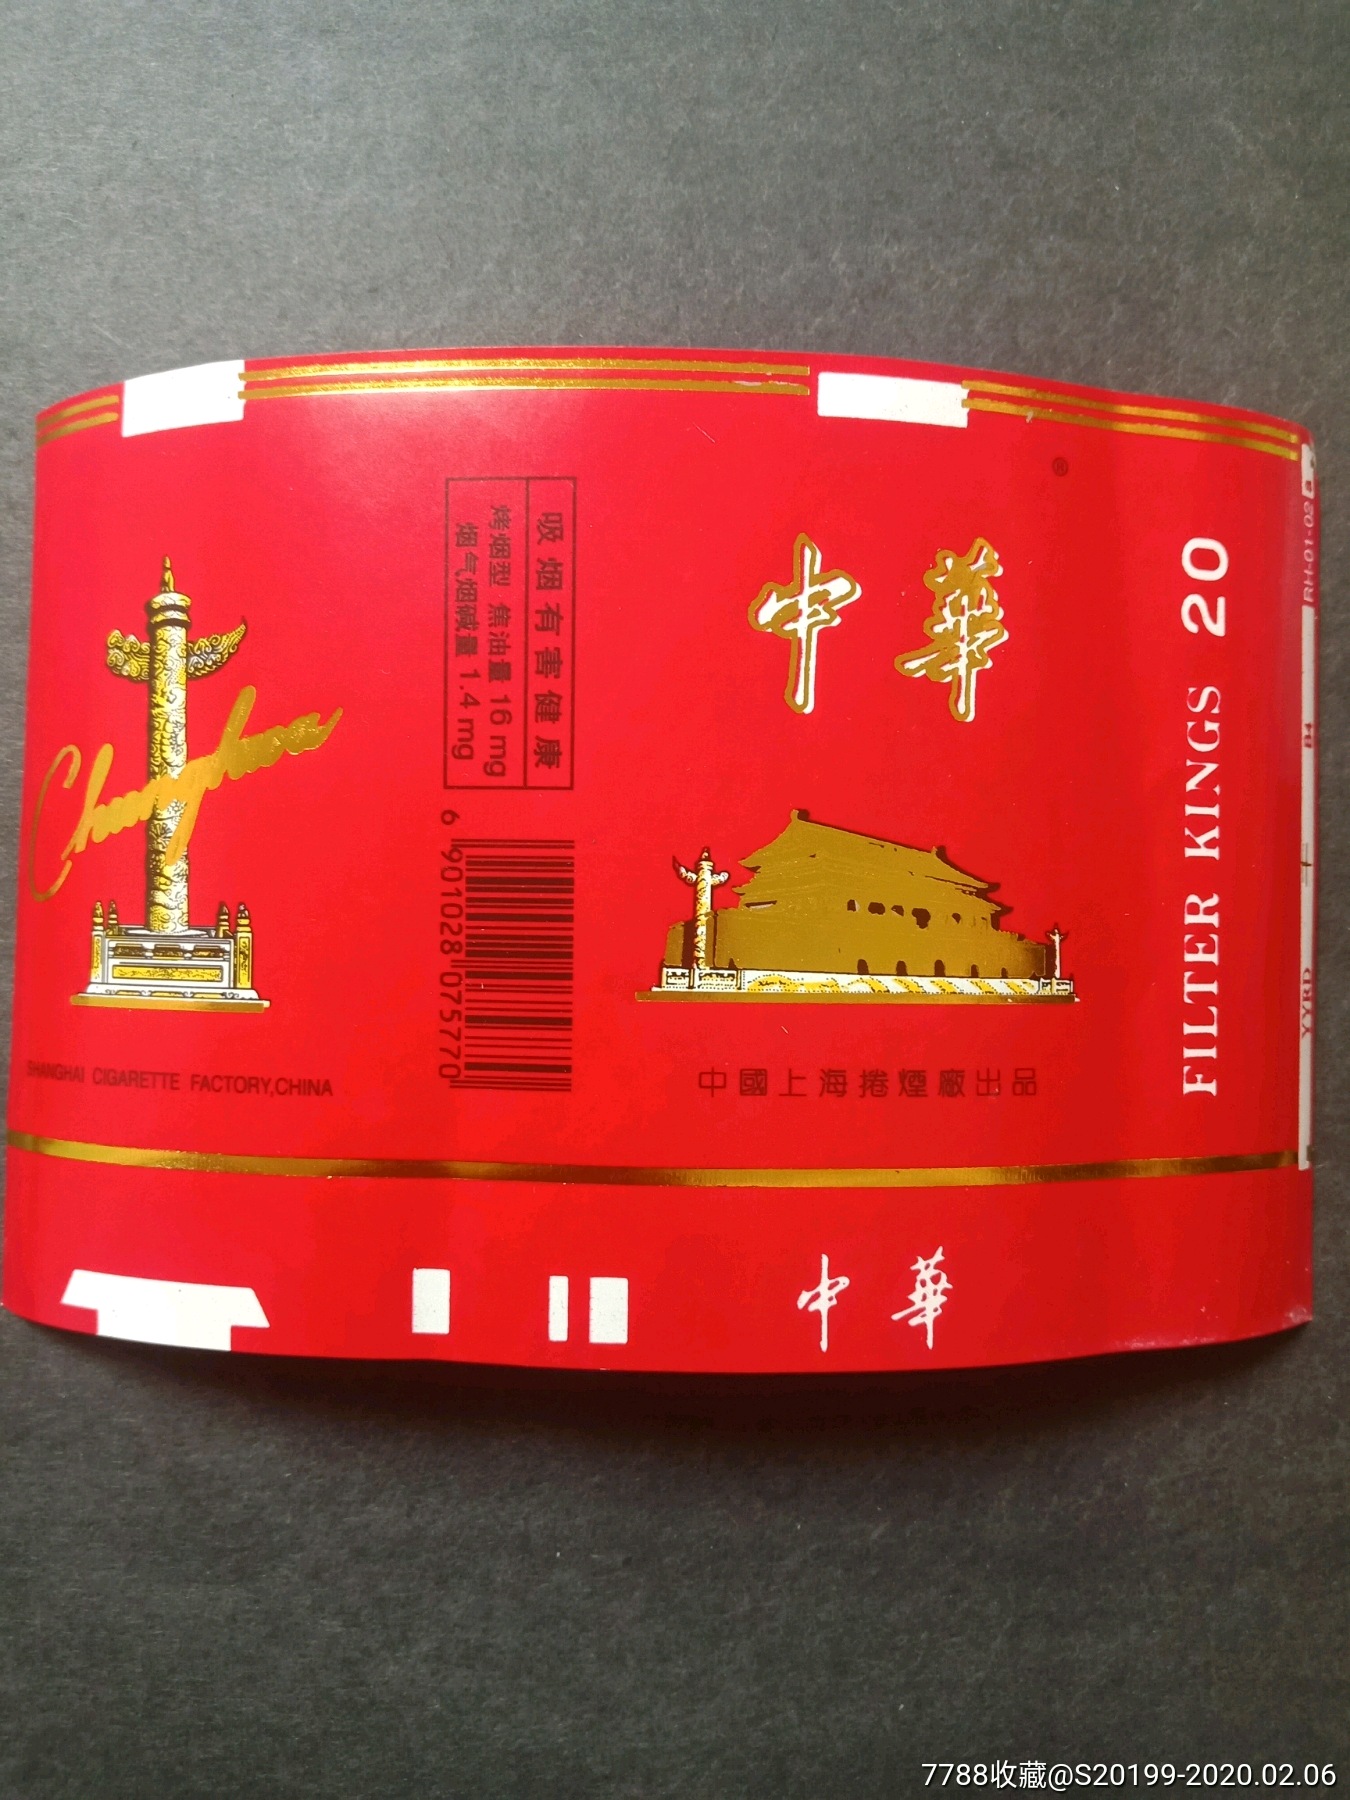 Chunghwa
SHANGHAI CIGARETTE FACTORY,CHINA
吸烟有害健康
烤烟型 焦油量 16 mg
烟气烟碱量 1.4 mg
6 901028 075770
®
中華
中國上海捲煙廠出品
FILTER KINGS 20
RH-01-02
B4
YYRD
中華
7788收藏@S20199-2020.02.06